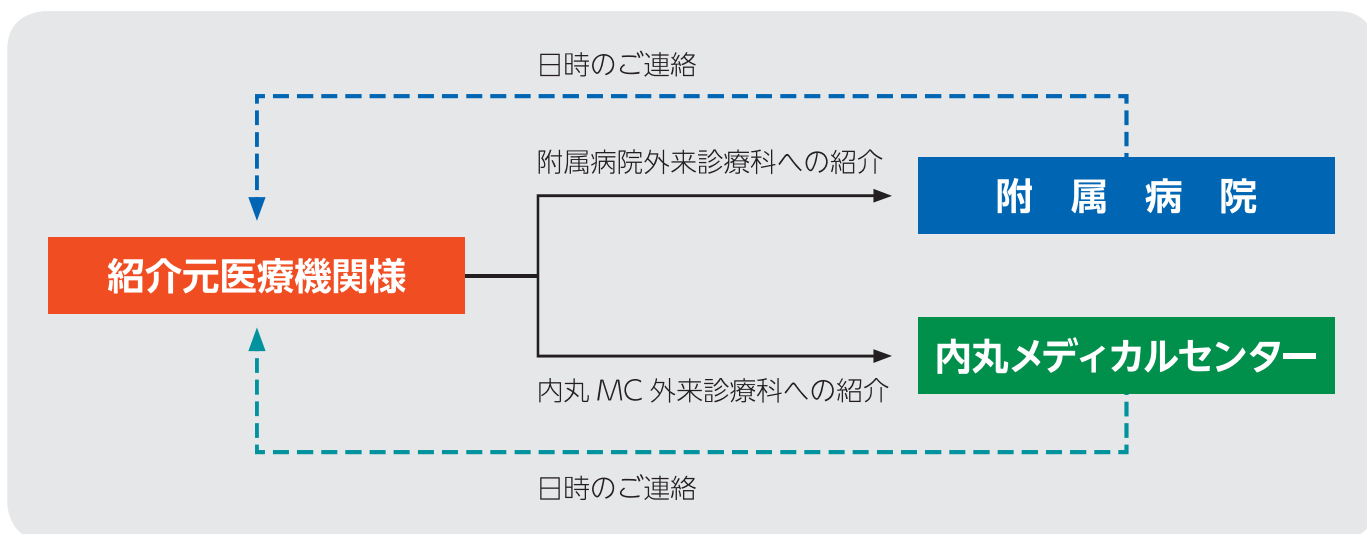 日時のご連絡
附属病院外来診療科への紹介
附属病院
紹介元医療機関様
内丸メディカルセンター
内丸 MC 外来診療科への紹介
日時のご連絡